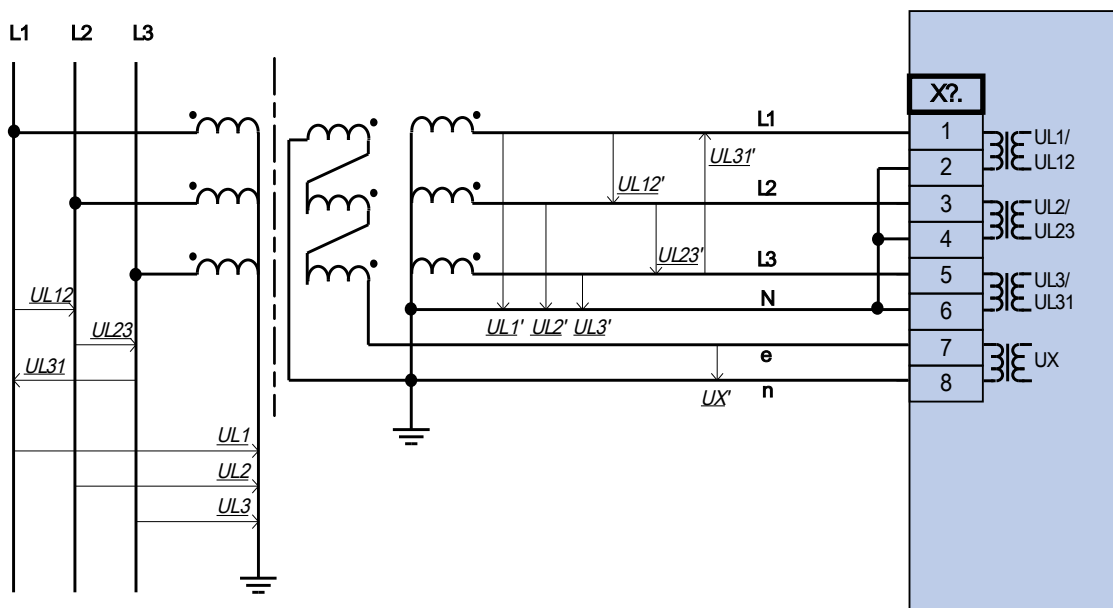 L1 L2 L3
X?.
L1
1
UL1/
UL31'
2
UL12
UL12'
L2
3
UL2/
4
UL23
UL23'
L3
5
UL3/
UL12
N
6
UL31
UL1' UL2' UL3'
UL23
7
e
UX
UL31
8
UX'
n
UL1
UL2
UL3